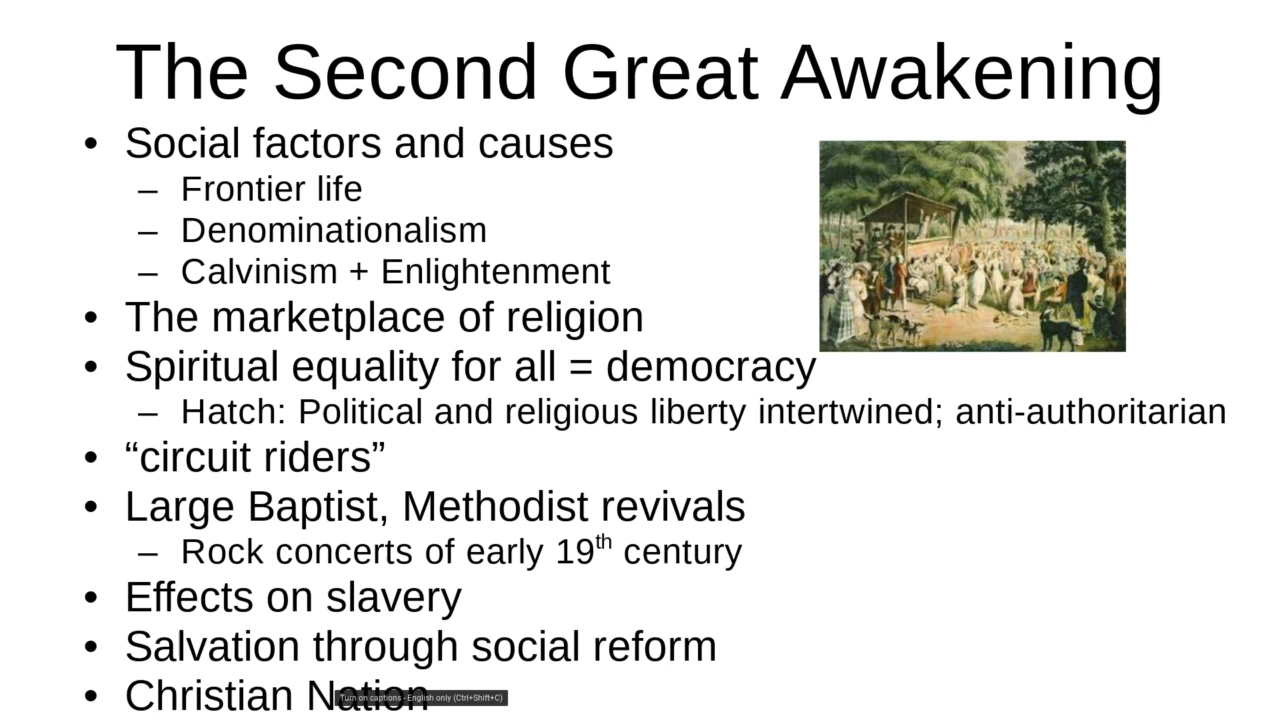 The Second Great Awakening
• Social factors and causes
– Frontier life
– Denominationalism
– Calvinism + Enlightenment
• The marketplace of religion
• Spiritual equality for all = democracy
– Hatch: Political and religious liberty intertwined; anti-authoritarian
• “circuit riders”
• Large Baptist, Methodist revivals
– Rock concerts of early 19th century
• Effects on slavery
• Salvation through social reform
• Christian Nation
Turn on captions - English only (Ctrl+Shift+C)